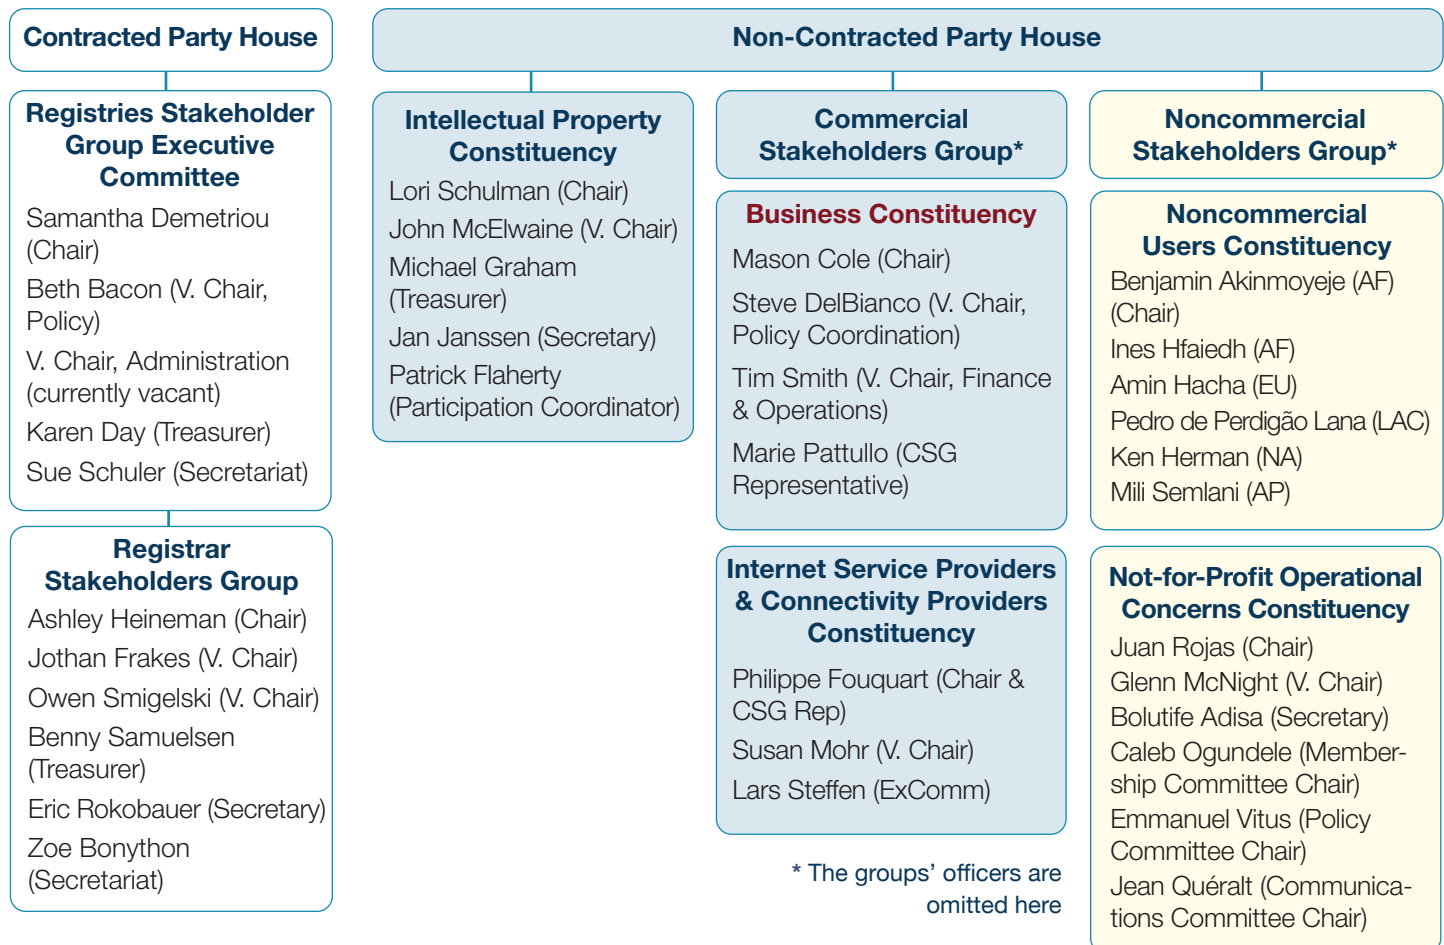 Contracted Party House
Non-Contracted Party House
Registries Stakeholder
Group Executive
Committee
Samantha Demetriou
(Chair)
Beth Bacon (V. Chair,
Policy)
V. Chair, Administration
(currently vacant)
Karen Day (Treasurer)
Sue Schuler (Secretariat)
Registrar
Stakeholders Group
Ashley Heineman (Chair)
Jothan Frakes (V. Chair)
Owen Smigelski (V. Chair)
Benny Samuelsen
(Treasurer)
Eric Rokobauer (Secretary)
Zoe Bonython
(Secretariat)
Intellectual Property
Constituency
Lori Schulman (Chair)
John McElwaine (V. Chair)
Michael Graham
(Treasurer)
Jan Janssen (Secretary)
Patrick Flaherty
(Participation Coordinator)
Commercial
Stakeholders Group*
Business Constituency
Mason Cole (Chair)
Steve DelBianco (V. Chair,
Policy Coordination)
Tim Smith (V. Chair, Finance
& Operations)
Marie Pattullo (CSG
Representative)
Internet Service Providers
& Connectivity Providers
Constituency
Philippe Fouquart (Chair &
CSG Rep)
Susan Mohr (V. Chair)
Lars Steffen (ExComm)
* The groups’ officers are
omitted here
Noncommercial
Stakeholders Group*
Noncommercial
Users Constituency
Benjamin Akinmoyeje (AF)
(Chair)
Ines Hfaiedh (AF)
Amin Hacha (EU)
Pedro de Perdigão Lana (LAC)
Ken Herman (NA)
Mili Semlani (AP)
Not-for-Profit Operational
Concerns Constituency
Juan Rojas (Chair)
Glenn McNight (V. Chair)
Bolutife Adisa (Secretary)
Caleb Ogundele (Member-
ship Committee Chair)
Emmanuel Vitus (Policy
Committee Chair)
Jean Quéralt (Communica-
tions Committee Chair)